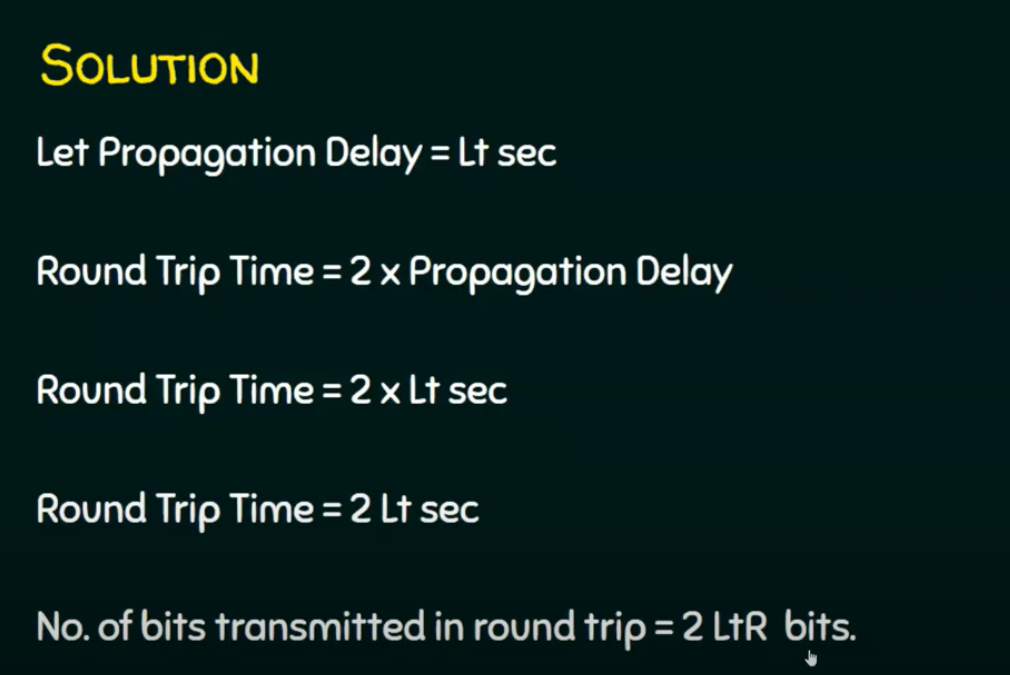 SOLUTION
Let Propagation Delay = Lt sec
Round Trip Time = 2 x Propagation Delay
Round Trip Time = 2 x Lt sec
Round Trip Time = 2 Lt sec
No. of bits transmitted in round trip = 2 LtR bits.